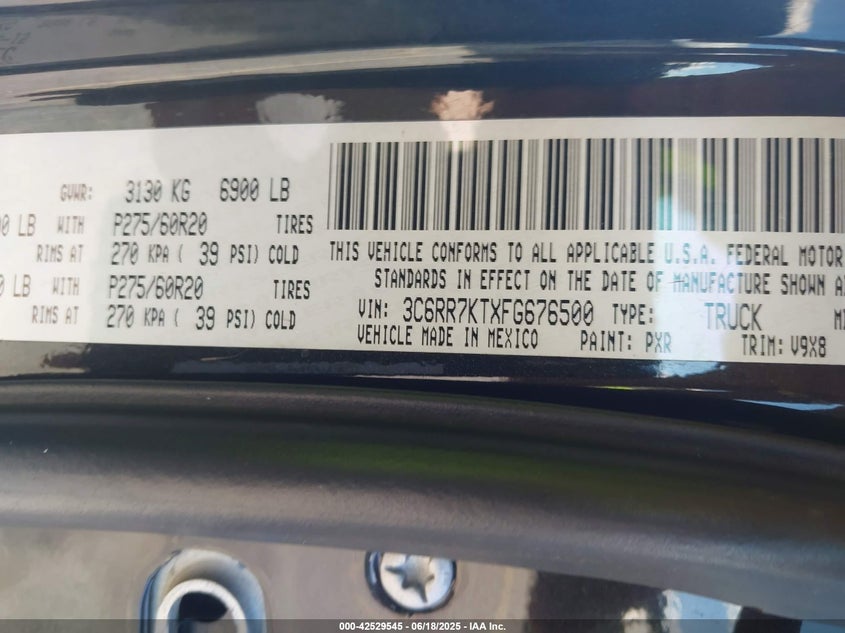 GVWR: 3130 KG 6900 LB
LB WITH P275/60R20 TIRES
RIMS AT 270 KPA ( 39 PSI) COLD
LB WITH P275/60R20 TIRES
RIMS AT 270 KPA ( 39 PSI) COLD
THIS VEHICLE CONFORMS TO ALL APPLICABLE U.S.A. FEDERAL MOTOR
STANDARDS IN EFFECT ON THE DATE OF MANUFACTURE SHOWN
VIN: 3C6RR7KTXFG676500 TYPE: TRUCK
VEHICLE MADE IN MEXICO PAINT: PXR TRIM: V9X8
000-42529545 - 06/18/2025 - IAA Inc.